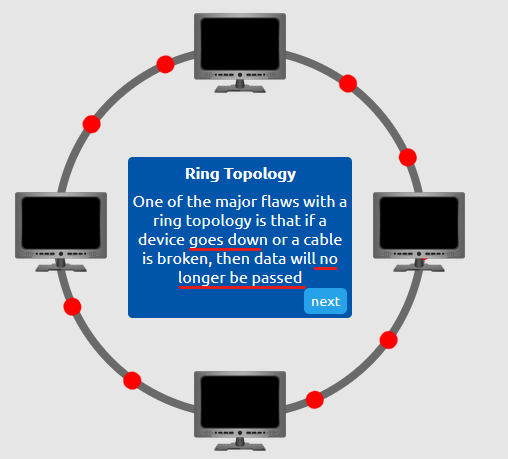 Ring Topology
One of the major flaws with a
ring topology is that if a
device goes down or a cable
is broken, then data will no
longer be passed
next